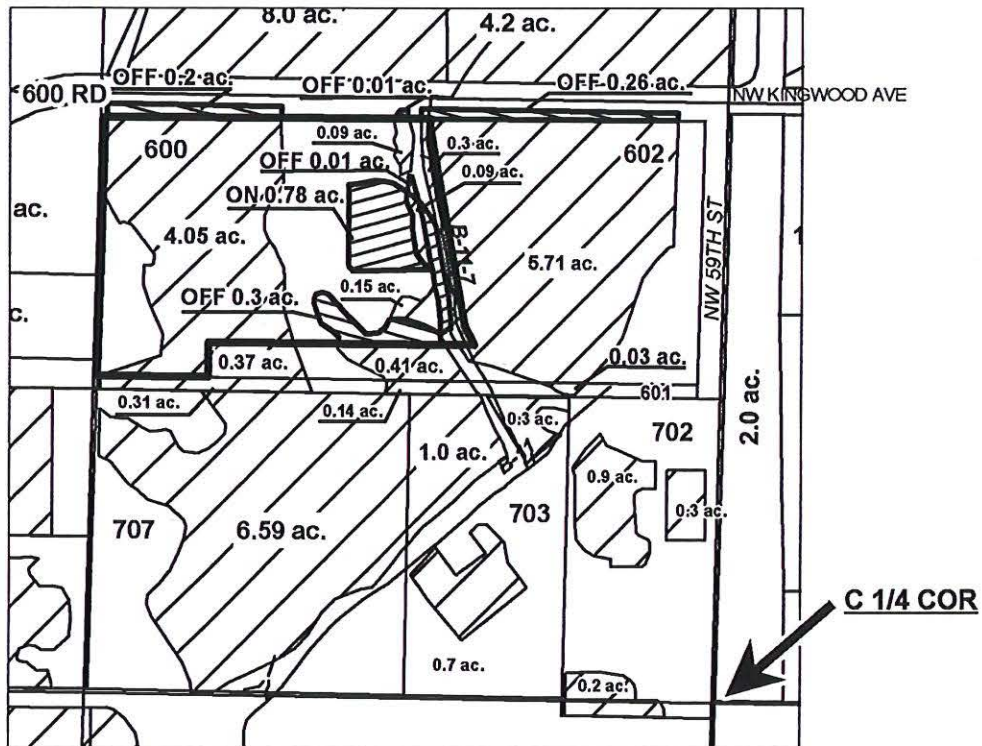 8.0 ac.
4.2 ac.
OFF 0.2 ac.
OFF 0.01 ac.
OFF 0.26 ac.
600 RD
NW KINGWOOD AVE
0.09 ac.
0.3 ac.
600
602
OFF 0.01 ac.
0.09 ac.
ON 0.78 ac.
ac.
4.05 ac.
B-11-7
5.71 ac.
NW 59TH ST
1
0.15 ac.
OFF 0.3 ac.
c.
0.37 ac.
0.41 ac.
0.03 ac.
601
0.31 ac.
0.14 ac.
0.3 ac.
702
2.0 ac.
1.0 ac.
B-11
0.9 ac.
0.3 ac.
707
6.59 ac.
703
C 1/4 COR
0.7 ac.
0.2 ac.